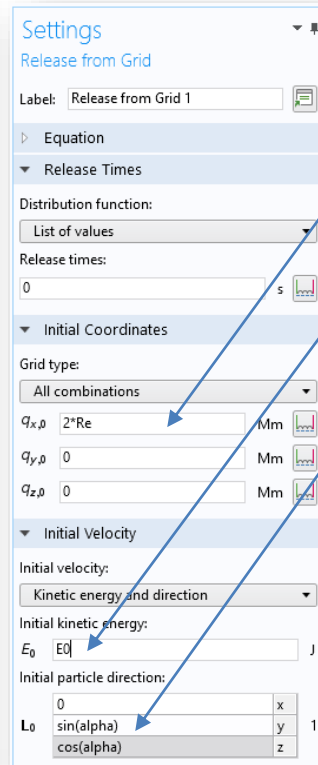 Settings
Release from Grid
Label: Release from Grid 1
Equation
Release Times
Distribution function:
List of values
Release times:
0 s
Initial Coordinates
Grid type:
All combinations
qx,0 2*Re Mm
qy,0 0 Mm
qz,0 0 Mm
Initial Velocity
Initial velocity:
Kinetic energy and direction
Initial kinetic energy:
E0 E0 J
Initial particle direction:
0 x
L0 sin(alpha) y 1
cos(alpha) z